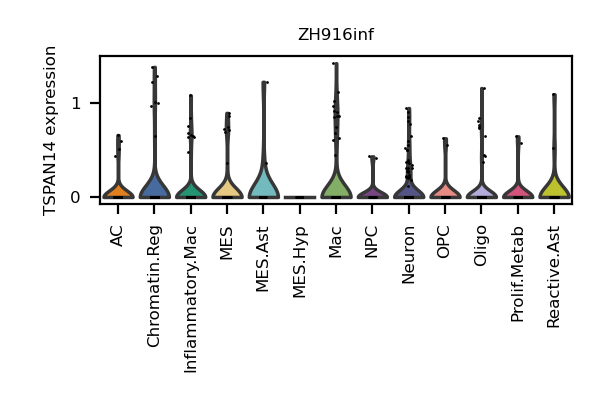 ZH916inf
TSPAN14 expression
1
0
AC
Chromatin.Reg
Inflammatory.Mac
MES
MES.Ast
MES.Hyp
Mac
NPC
Neuron
OPC
Oligo
Prolif.Metab
Reactive.Ast